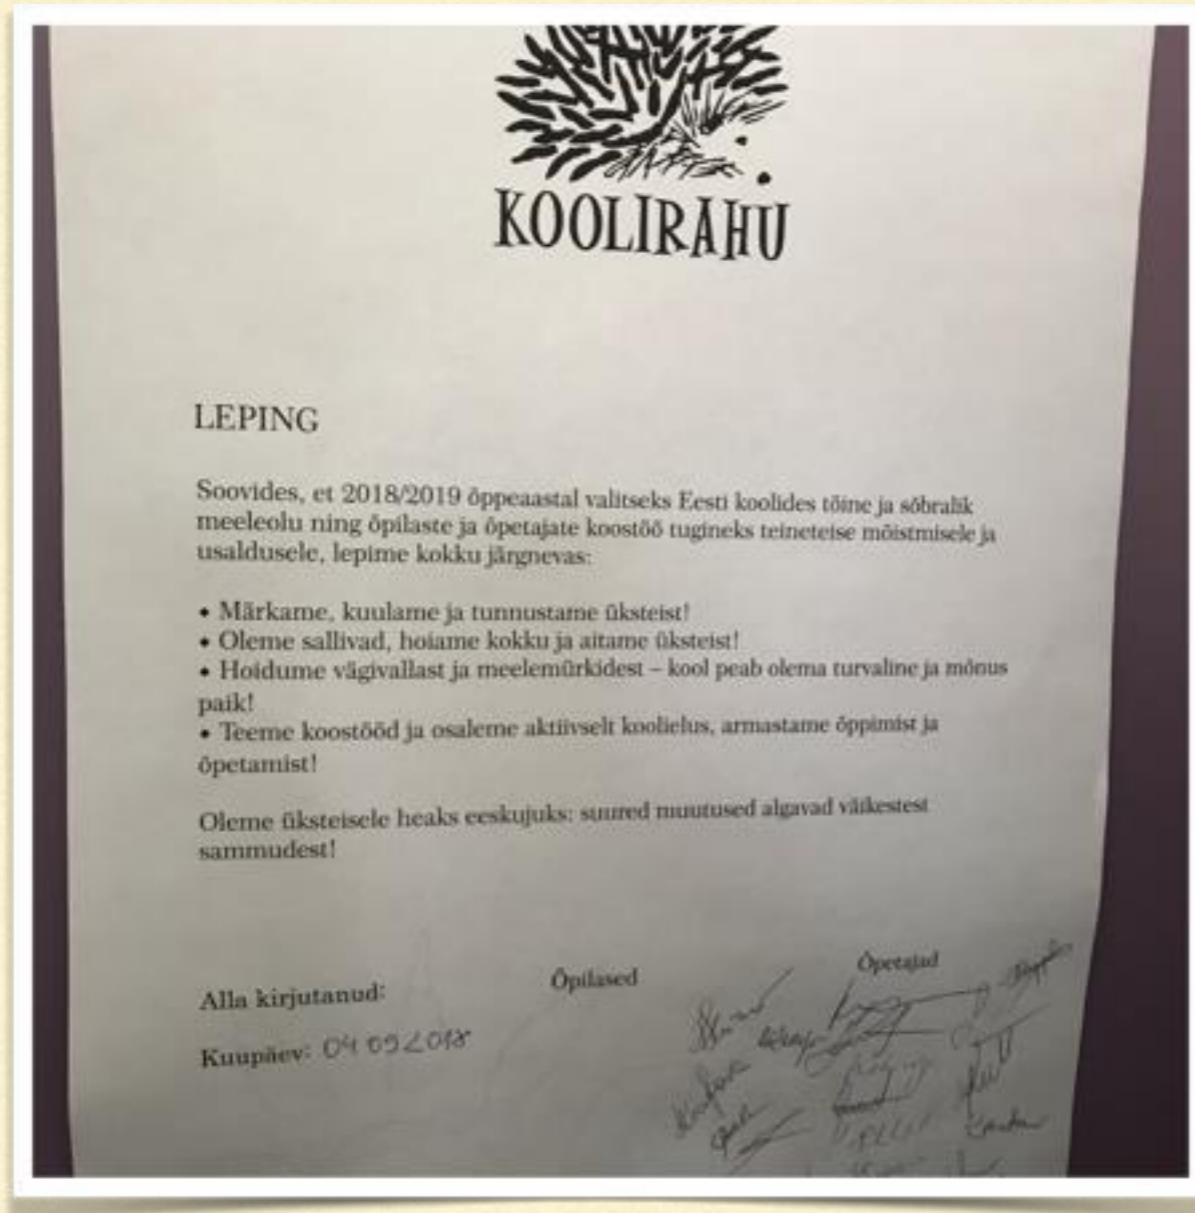 KOOLIRAHU
LEPING
Soovides, et 2018/2019 õppeaastal valitseks Eesti koolides tõine ja sõbralik
meeleolu ning õpilaste ja õpetajate koostöö tugineks teineteise mõistmisele ja
usaldusele, lepime kokku järgnevas:
• Märkame, kuulame ja tunnustame üksteist!
• Oleme sallivad, hoiame kokku ja aitame üksteist!
• Hoidume vägivallast ja meelemürkidest – kool peab olema turvaline ja mõnus
paik!
• Teeme koostööd ja osaleme aktiivselt koolielus, armastame õppimist ja
õpetamist!
Oleme üksteisele heaks eeskujuks: suured muutused algavad väikestest
sammudest!
Alla kirjutanud: Õpilased Õpetajad
Kuupäev: 04 09 2018